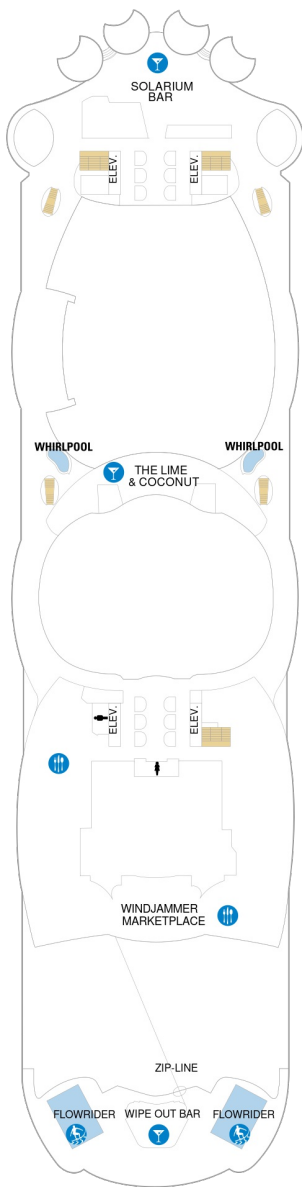 SOLARIUM
BAR
ELEV.
ELEV.
WHIRLPOOL
WHIRLPOOL
THE LIME
& COCONUT
ELEV.
ELEV.
WINDJAMMER
MARKETPLACE
ZIP-LINE
FLOWRIDER
WIPE OUT BAR
FLOWRIDER